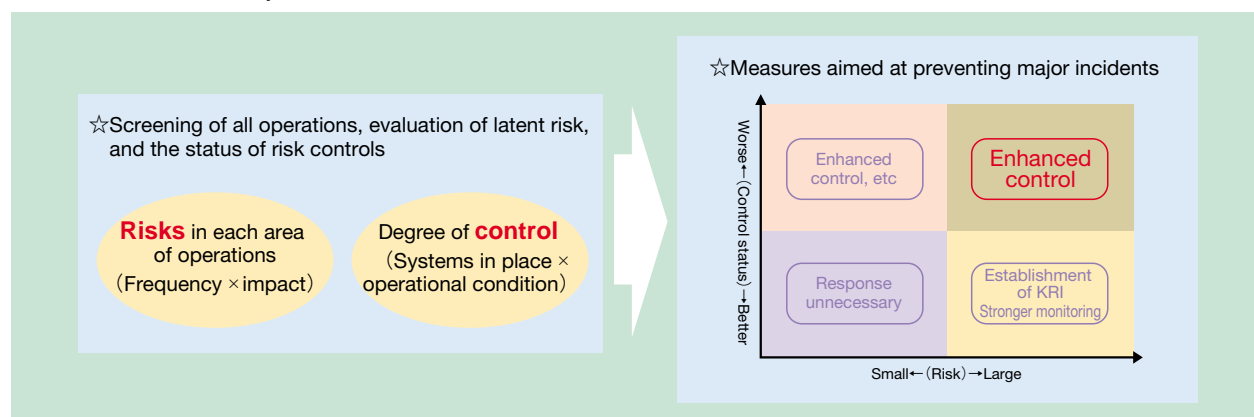 ☆Screening of all operations, evaluation of latent risk,
and the status of risk controls
Risks in each area
of operations
(Frequency × impact)
Degree of control
(Systems in place ×
operational condition)
☆Measures aimed at preventing major incidents
Worse←(Control status)→Better
Enhanced
control, etc
Enhanced
control
Response
unnecessary
Establishment
of KRI
Stronger monitoring
Small←(Risk)→Large